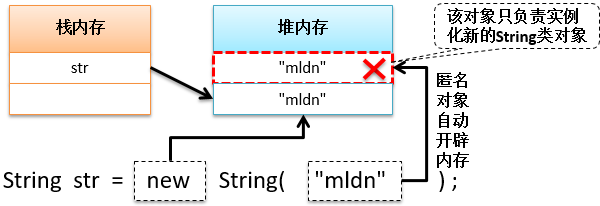 栈内存
str
堆内存
"mldn"
"mldn"
该对象只负责实例
化新的String类对象
匿名
对象
自动
开辟
内存
String str = new String( "mldn" ) ;